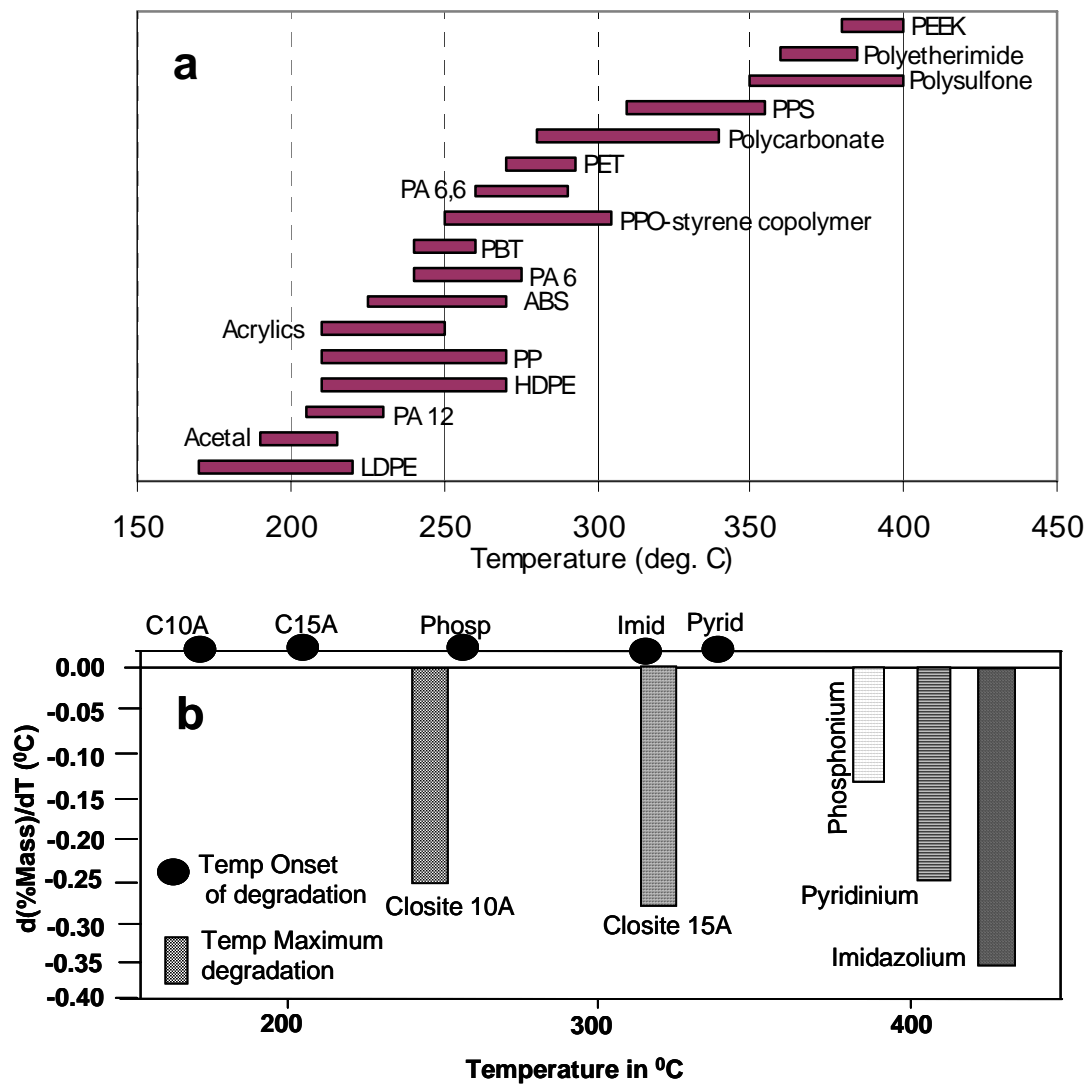 a
PEEK
Polyetherimide
Polysulfone
PPS
Polycarbonate
PET
PA 6,6
PPO-styrene copolymer
PBT
PA 6
ABS
Acrylics
PP
HDPE
PA 12
Acetal
LDPE
150 200 250 300 350 400 450
Temperature (deg. C)
C10A C15A Phosp Imid Pyrid
b
0.00
-0.05
-0.10
-0.15
-0.20
-0.25
-0.30
-0.35
-0.40
d(%Mass)/dT (⁰C)
Phosphonium
Temp Onset
of degradation
Closite 10A
Pyridinium
Closite 15A
Temp Maximum
degradation
Imidazolium
200 300 400
Temperature in ⁰C